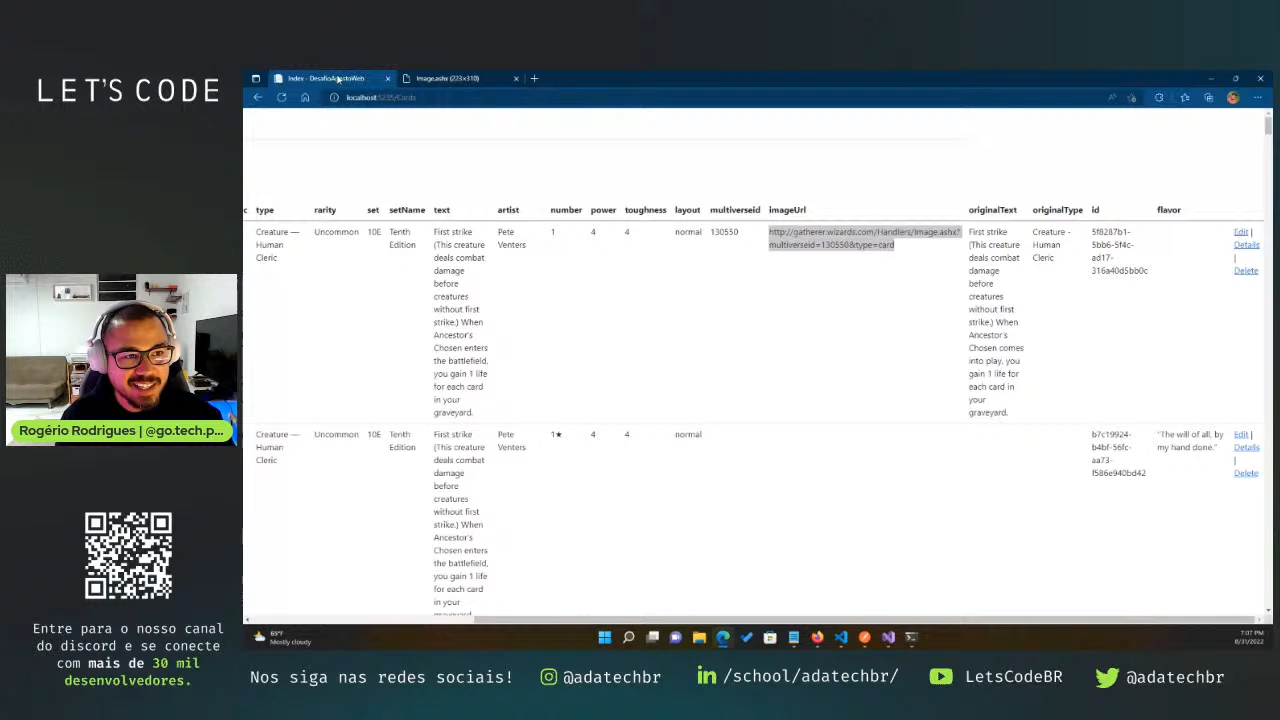 LET'S CODE
Index - DesafioAgostoWeb
Image.ashx (223×310)
localhost:5235/Cards
c type rarity set setName text artist number power toughness layout multiverseid imageUrl originalText originalType id flavor
Creature —
Human
Cleric
Uncommon
10E
Tenth
Edition
First strike
(This creature
deals combat
damage
before
creatures
without first
strike.) When
Ancestor's
Chosen enters
the battlefield,
you gain 1 life
for each card
in your
graveyard.
Pete
Venters
1
4
4
normal
130550
http://gatherer.wizards.com/Handlers/Image.ashx?
multiverseid=130550&type=card
First strike
(This creature
deals combat
damage
before
creatures
without first
strike.) When
Ancestor's
Chosen comes
into play, you
gain 1 life for
each card in
your
graveyard.
Creature -
Human
Cleric
5f8287b1-
5bb6-5f4c-
ad17-
316a40d5bb0c
Edit |
Details
|
Delete
Creature —
Human
Cleric
Uncommon
10E
Tenth
Edition
First strike
(This creature
deals combat
damage
before
creatures
without first
strike.) When
Ancestor's
Chosen enters
the battlefield,
you gain 1 life
for each card
in your
Pete
Venters
1★
4
4
normal
b7c19924-
b4bf-56fc-
aa73-
f586e940bd42
"The will of all, by
my hand done."
Edit |
Details
|
Delete
Rogério Rodrigues | @go.tech.p...
Entre para o nosso canal
do discord e se conecte
com mais de 30 mil
desenvolvedores.
65°F
Mostly cloudy
7:07 PM
8/31/2022
Nos siga nas redes sociais! @adatechbr /school/adatechbr/ LetsCodeBR @adatechbr